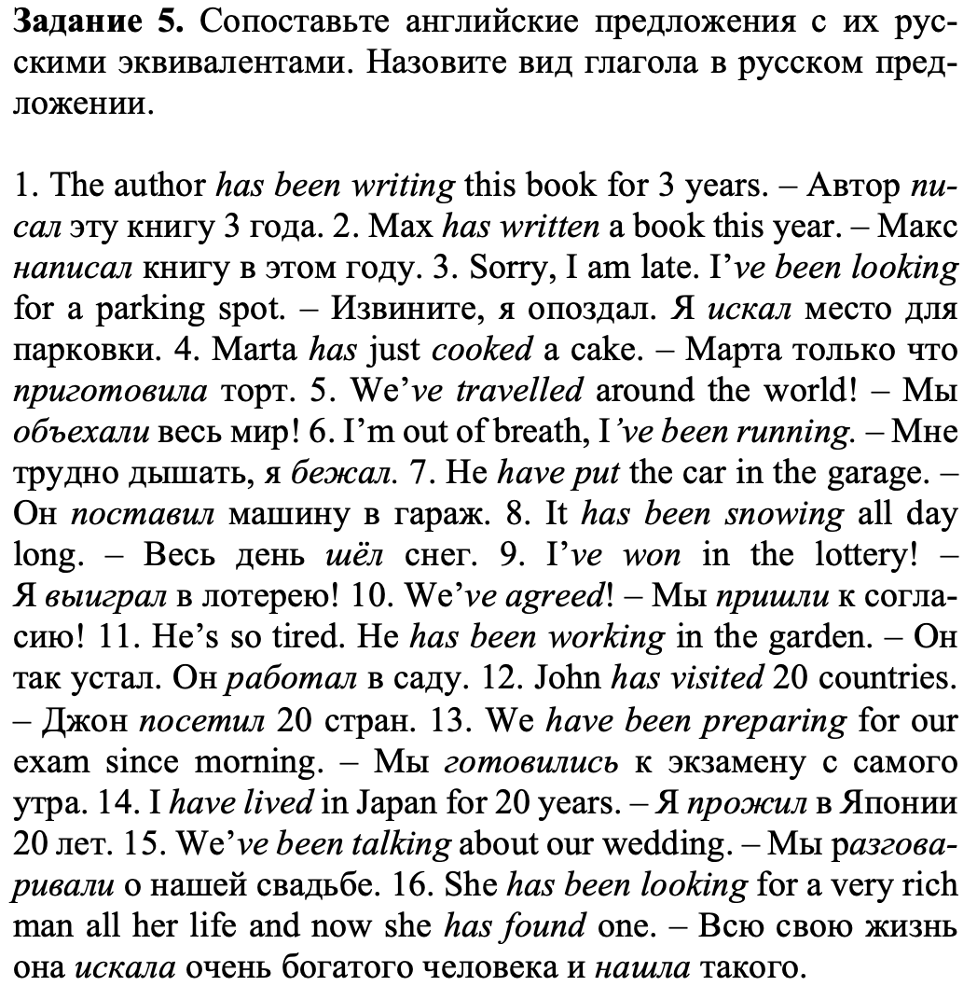 Задание 5. Сопоставьте английские предложения с их рус-
скими эквивалентами. Назовите вид глагола в русском пред-
ложении.
1. The author has been writing this book for 3 years. – Автор пи-
сал эту книгу 3 года. 2. Max has written a book this year. – Макс
написал книгу в этом году. 3. Sorry, I am late. I’ve been looking
for a parking spot. – Извините, я опоздал. Я искал место для
парковки. 4. Marta has just cooked a cake. – Марта только что
приготовила торт. 5. We’ve travelled around the world! – Мы
объехали весь мир! 6. I’m out of breath, I’ve been running. – Мне
трудно дышать, я бежал. 7. He have put the car in the garage. –
Он поставил машину в гараж. 8. It has been snowing all day
long. – Весь день шёл снег. 9. I’ve won in the lottery! –
Я выиграл в лотерею! 10. We’ve agreed! – Мы пришли к согла-
сию! 11. He’s so tired. He has been working in the garden. – Он
так устал. Он работал в саду. 12. John has visited 20 countries.
– Джон посетил 20 стран. 13. We have been preparing for our
exam since morning. – Мы готовились к экзамену с самого
утра. 14. I have lived in Japan for 20 years. – Я прожил в Японии
20 лет. 15. We’ve been talking about our wedding. – Мы разгова-
ривали о нашей свадьбе. 16. She has been looking for a very rich
man all her life and now she has found one. – Всю свою жизнь
она искала очень богатого человека и нашла такого.